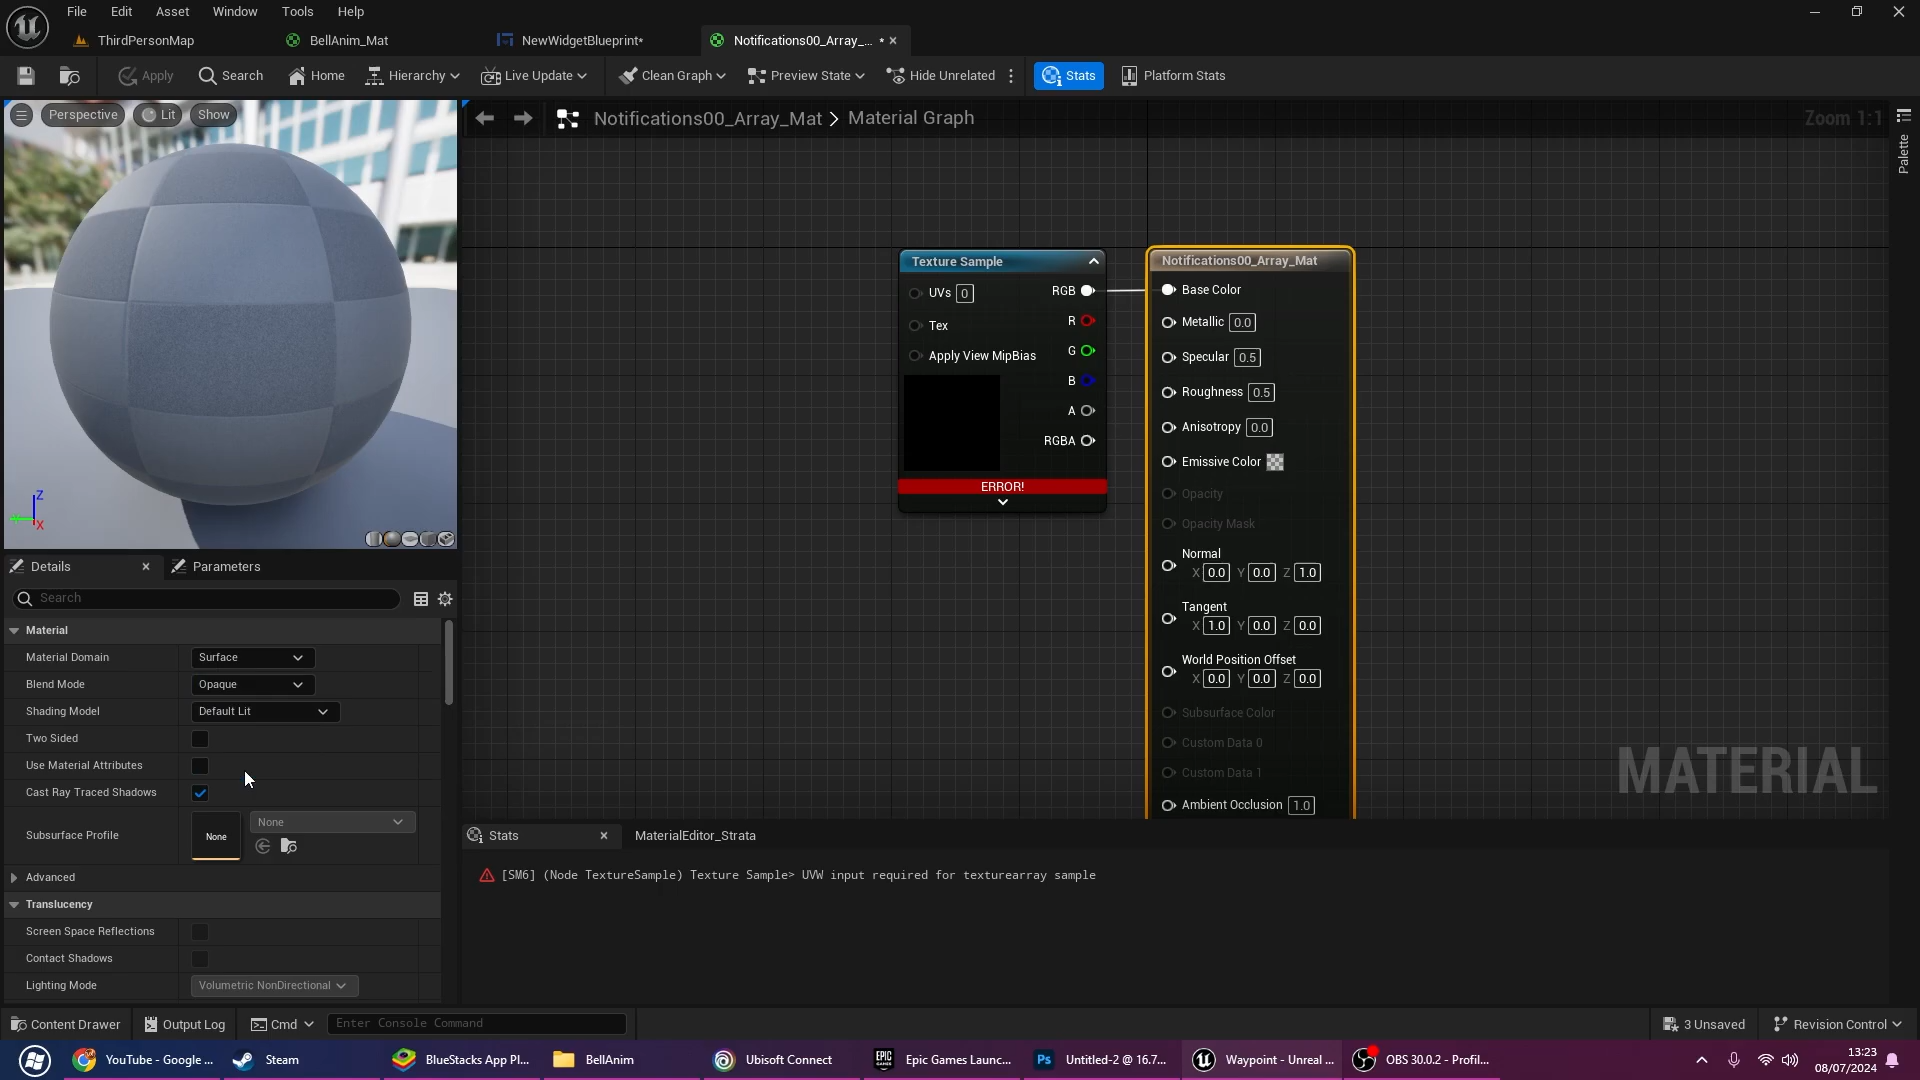 File Edit Asset Window Tools Help
ThirdPersonMap BellAnim_Mat NewWidgetBlueprint* Notifications00_Array_... *
Apply Search Home Hierarchy Live Update Clean Graph Preview State Hide Unrelated Stats Platform Stats
Perspective Lit Show
Notifications00_Array_Mat > Material Graph
Zoom 1:1
Palette
Texture Sample
UVs 0
Tex
Apply View MipBias
RGB
R
G
B
A
RGBA
ERROR!
Notifications00_Array_Mat
Base Color
Metallic 0.0
Specular 0.5
Roughness 0.5
Anisotropy 0.0
Emissive Color
Opacity
Opacity Mask
Normal
X 0.0 Y 0.0 Z 1.0
Tangent
X 1.0 Y 0.0 Z 0.0
World Position Offset
X 0.0 Y 0.0 Z 0.0
Subsurface Color
Custom Data 0
Custom Data 1
Ambient Occlusion 1.0
MATERIAL
Z
X
Details Parameters
Search
Material
Material Domain Surface
Blend Mode Opaque
Shading Model Default Lit
Two Sided
Use Material Attributes
Cast Ray Traced Shadows
Subsurface Profile None None
Advanced
Translucency
Screen Space Reflections
Contact Shadows
Lighting Mode Volumetric NonDirectional
Stats MaterialEditor_Strata
[SM6] (Node TextureSample) Texture Sample> UVW input required for texturearray sample
Content Drawer Output Log Cmd Enter Console Command 3 Unsaved Revision Control
YouTube - Google ... Steam BlueStacks App Pl... BellAnim Ubisoft Connect EPIC GAMES Epic Games Launc... Ps Untitled-2 @ 16.7... Waypoint - Unreal ... OBS 30.0.2 - Profil...
13:23
08/07/2024